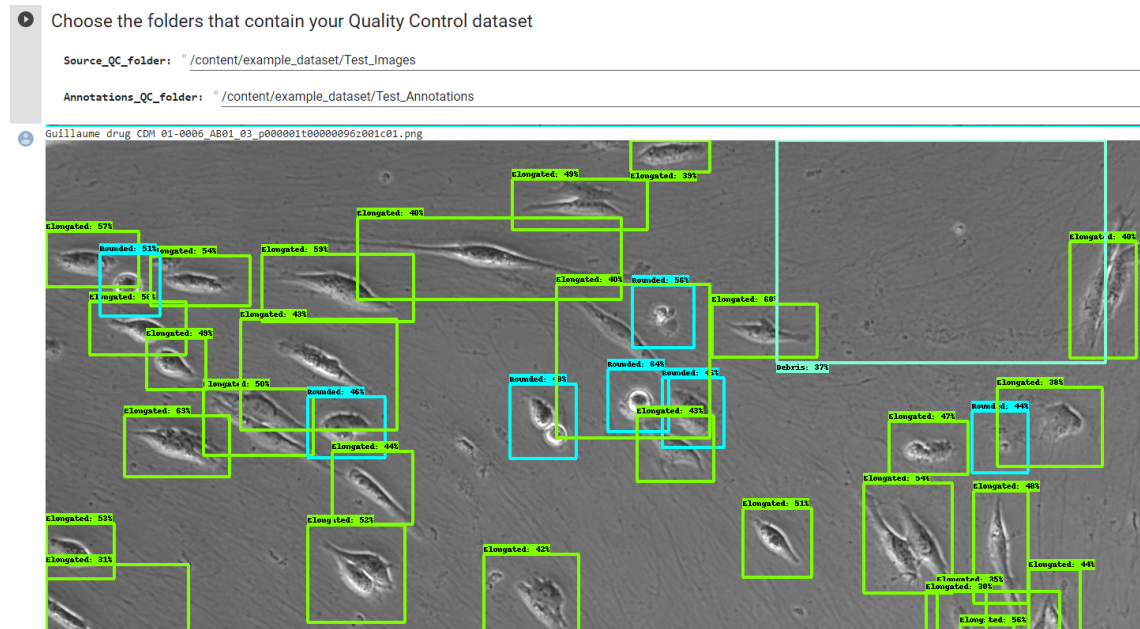 Choose the folders that contain your Quality Control dataset
Source_QC_folder: "/content/example_dataset/Test_Images
Annotations_QC_folder: "/content/example_dataset/Test_Annotations
Guillaume drug CDM 01-0006_AB01_03_p000001t00000096z001c01.png
Elongated: 49%
Elongated: 39%
Elongated: 40%
Elongated: 57%
Elongated: 40%
Rounded: 51%
Elongated: 54%
Elongated: 59%
Elongated: 40%
Rounded: 56%
Elongated: 58%
Elongated: 60%
Elongated: 43%
Elongated: 49%
Rounded: 64%
Debris: 37%
Rounded: 48%
Elongated: 50%
Rounded: 46%
Elongated: 38%
Elongated: 63%
Elongated: 43%
Rounded: 44%
Elongated: 47%
Elongated: 44%
Elongated: 54%
Elongated: 48%
Elongated: 51%
Elongated: 53%
Elongated: 52%
Elongated: 42%
Elongated: 31%
Elongated: 44%
Elongated: 35%
Elongated: 30%
Elongated: 56%